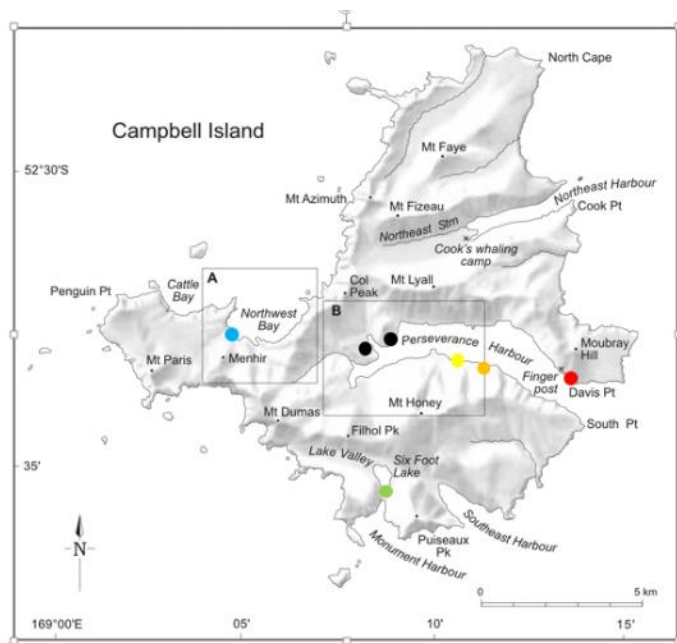 North Cape
Campbell Island
Mt Faye
52°30'S
Northeast Harbour
Mt Azimuth
Mt Fizeau
Cook Pt
Northeast Stm
Cook's whaling
camp
A
Cattle
Bay
Col
Peak
Mt Lyall
Penguin Pt
Northwest
Bay
B
Perseverance
Harbour
Moubray
Hill
Menhir
Mt Paris
Finger
post
Davis Pt
Mt Dumas
Mt Honey
South Pt
Filhol Pk
Lake Valley
Six Foot
Lake
35'
Southeast Harbour
Puiseaux
Pk
Monument Harbour
N
0
5 km
169°00'E
05'
10'
15'